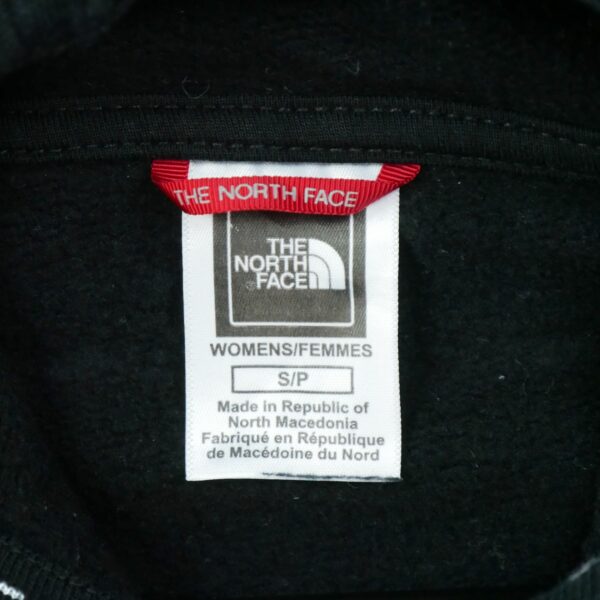 THE NORTH FACE
THE
NORTH
FACE
WOMENS/FEMMES
S/P
Made in Republic of
North Macedonia
Fabriqué en République
de Macédoine du Nord